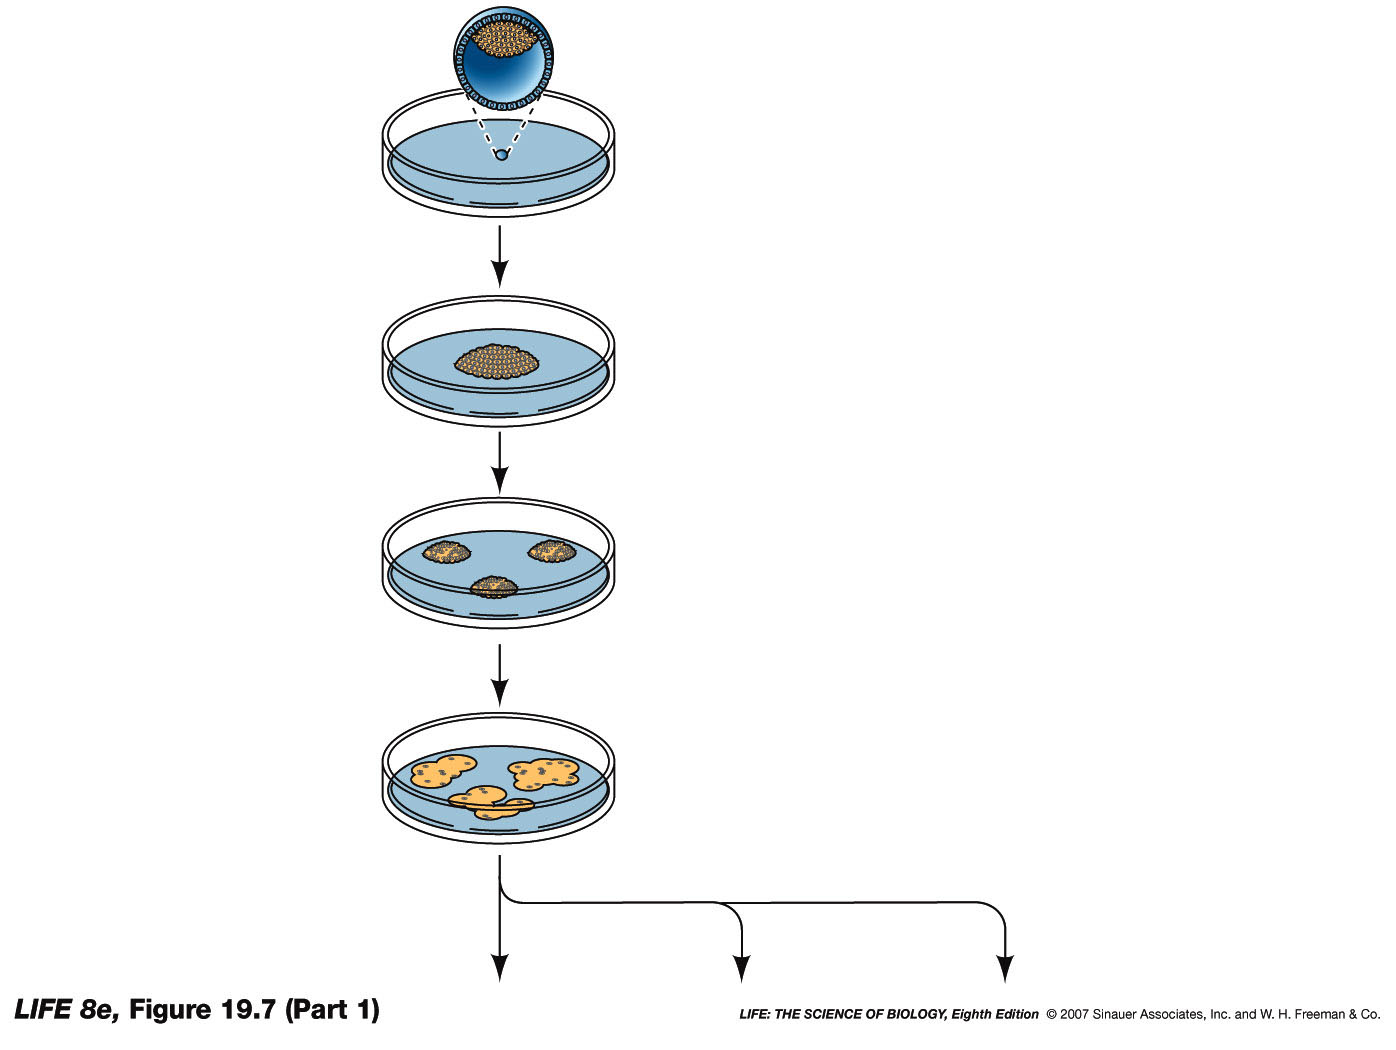 LIFE 8e, Figure 19.7 (Part 1)
LIFE: THE SCIENCE OF BIOLOGY, Eighth Edition © 2007 Sinauer Associates, Inc. and W. H. Freeman & Co.